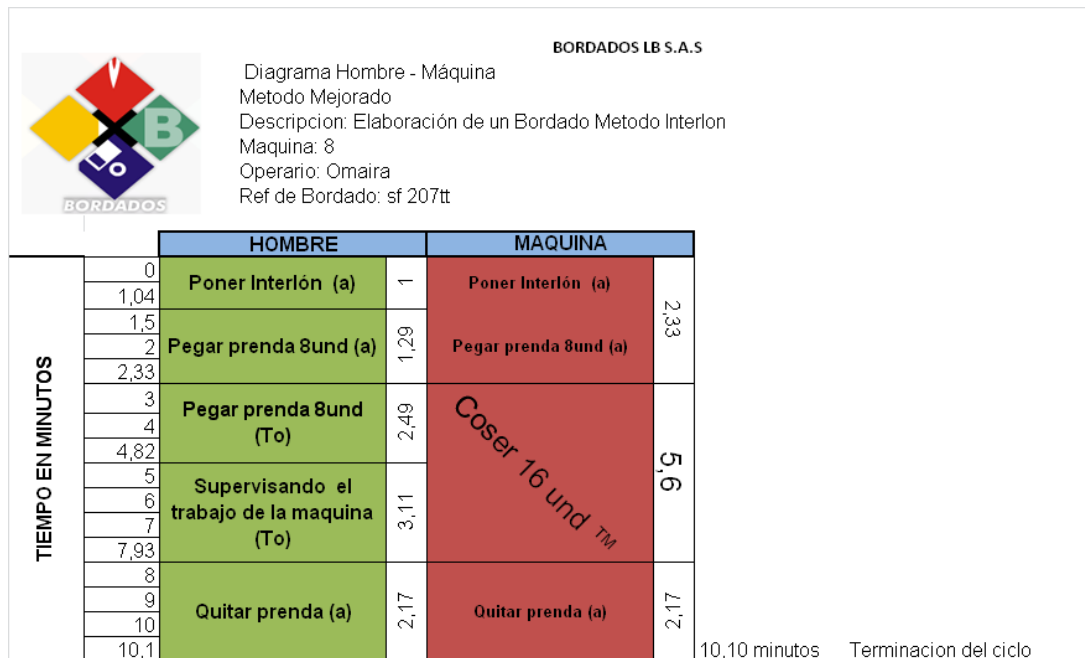 BORDADOS LB S.A.S
Diagrama Hombre - Máquina
Metodo Mejorado
Descripcion: Elaboración de un Bordado Metodo Interlon
Maquina: 8
Operario: Omaira
Ref de Bordado: sf 207tt
B
BORDADOS
HOMBRE MAQUINA
TIEMPO EN MINUTOS
0
1,04
Poner Interlón (a) 1 Poner Interlón (a)
2,33
1,5
2
2,33
Pegar prenda 8und (a) 1,29 Pegar prenda 8und (a)
3
4
4,82
Pegar prenda 8und
(To)
2,49
Coser 16 und ™
5,6
5
6
7
7,93
Supervisando el
trabajo de la maquina
(To)
3,11
8
9
10
10,1
Quitar prenda (a) 2,17 Quitar prenda (a) 2,17
10,10 minutos Terminacion del ciclo